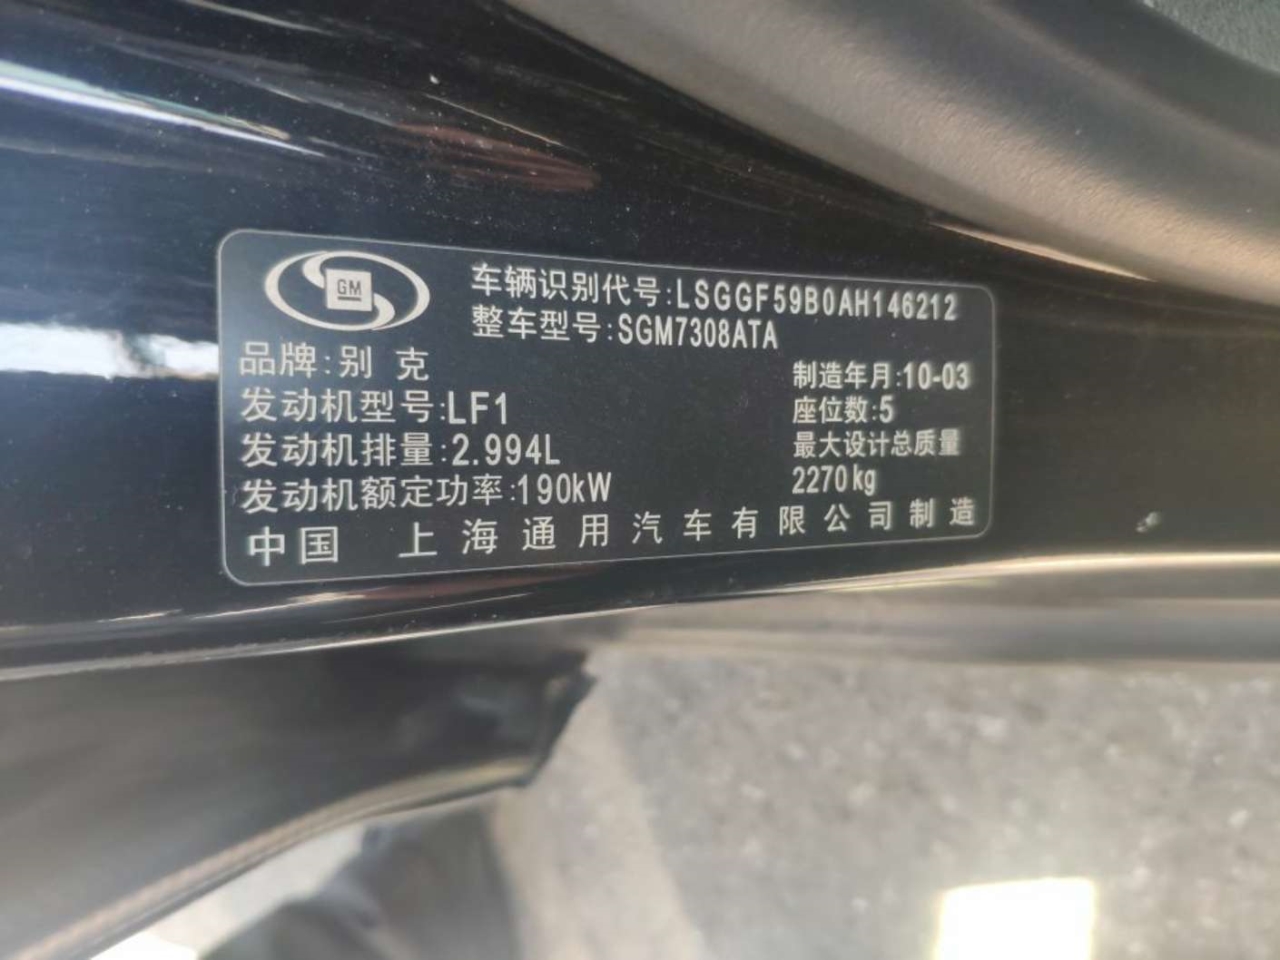 GM
车辆识别代号:LSGGF59B0AH146212
整车型号:SGM7308ATA
品牌:别克
制造年月:10-03
发动机型号:LF1
座位数:5
发动机排量:2.994L
最大设计总质量
2270kg
发动机额定功率:190kW
中国 上海通用汽车有限公司制造